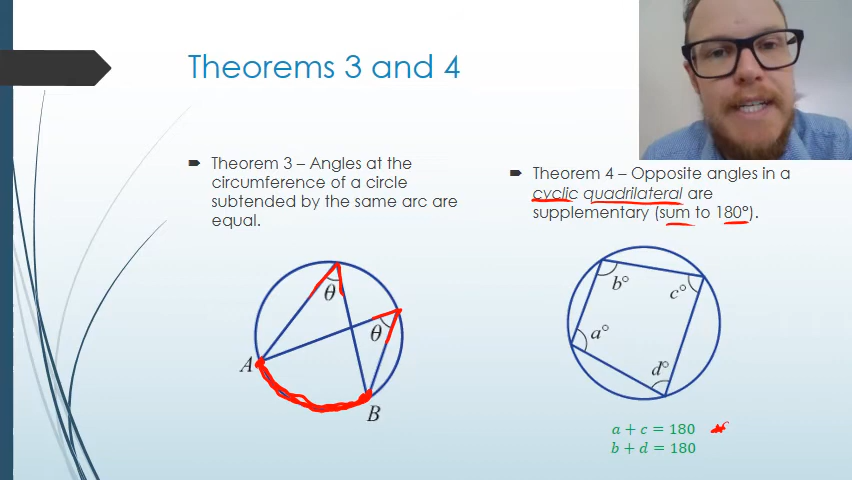 Theorems 3 and 4
Theorem 3 – Angles at the
circumference of a circle
subtended by the same arc are
equal.
Theorem 4 – Opposite angles in a
cyclic quadrilateral are
supplementary (sum to 180°).
θ
θ
A
B
b°
c°
a°
d°
a + c = 180
b + d = 180